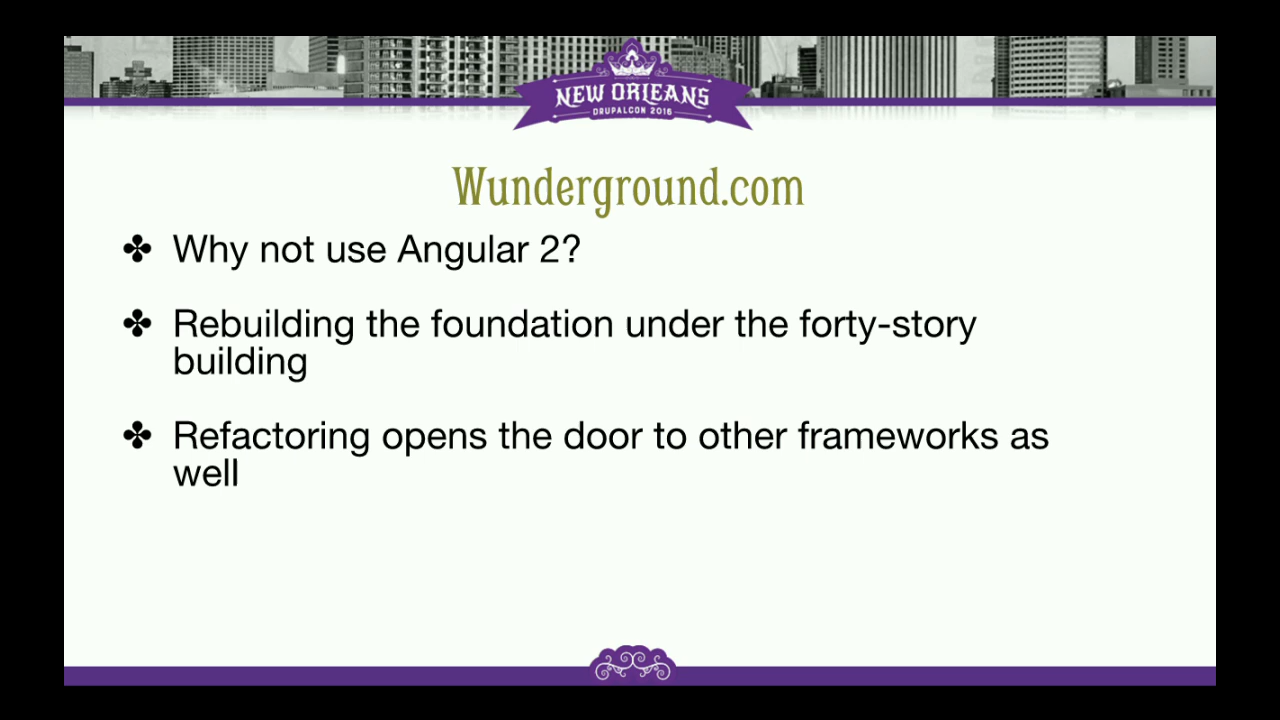 NEW ORLEANS
DRUPALCON 2016
Wunderground.com
✤ Why not use Angular 2?
✤ Rebuilding the foundation under the forty-story
building
✤ Refactoring opens the door to other frameworks as
well